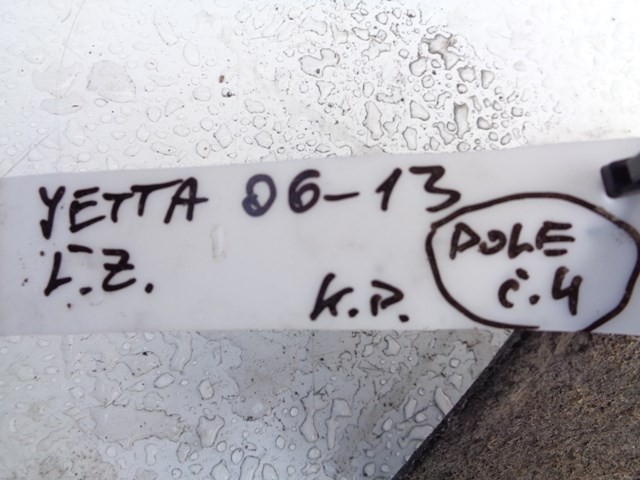 YETTA 06-13
L.Z.
K.P.
DOLE
č.4